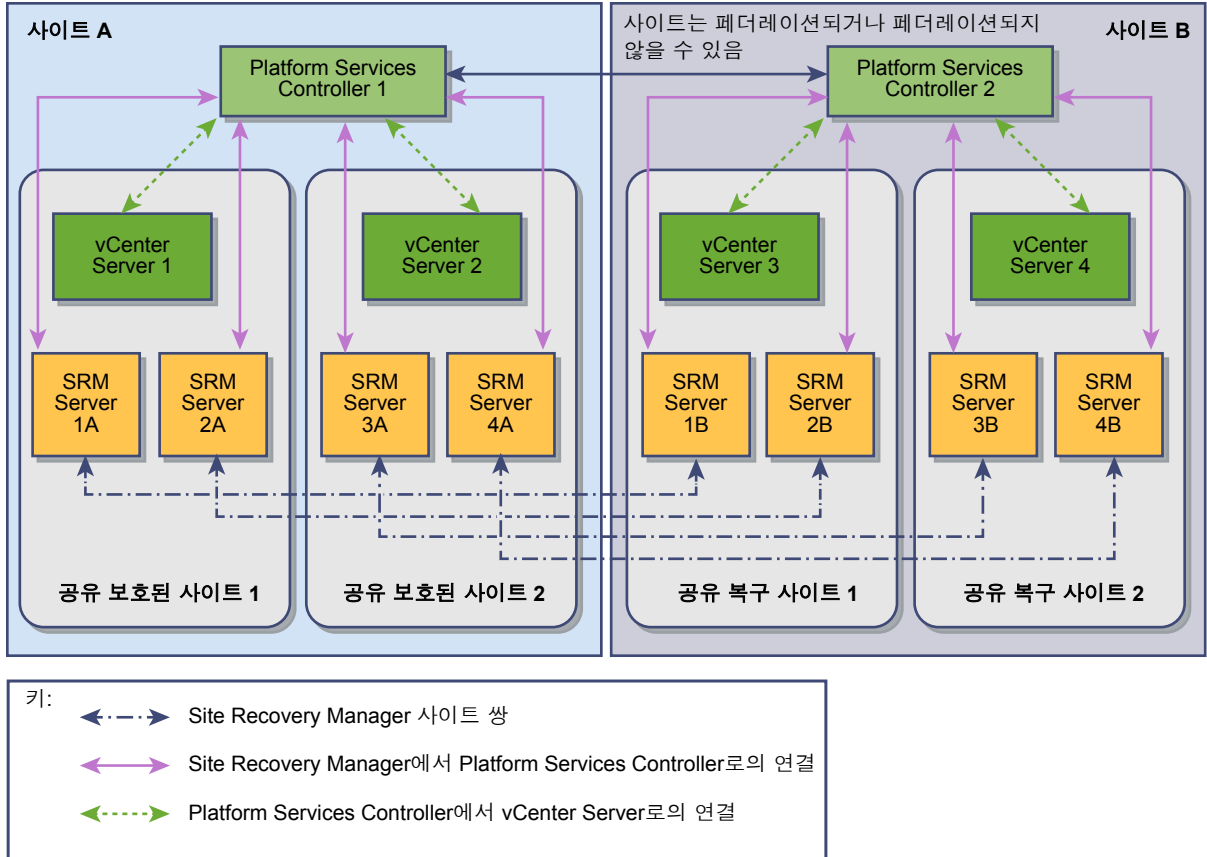 사이트 A
사이트는 페더레이션되거나 페더레이션되지
않을 수 있음
사이트 B
Platform Services
Controller 1
Platform Services
Controller 2
vCenter
Server 1
vCenter
Server 2
vCenter
Server 3
vCenter
Server 4
SRM
Server
1A
SRM
Server
2A
SRM
Server
3A
SRM
Server
4A
SRM
Server
1B
SRM
Server
2B
SRM
Server
3B
SRM
Server
4B
공유 보호된 사이트 1
공유 보호된 사이트 2
공유 복구 사이트 1
공유 복구 사이트 2
키:
Site Recovery Manager 사이트 쌍
Site Recovery Manager에서 Platform Services Controller로의 연결
Platform Services Controller에서 vCenter Server로의 연결